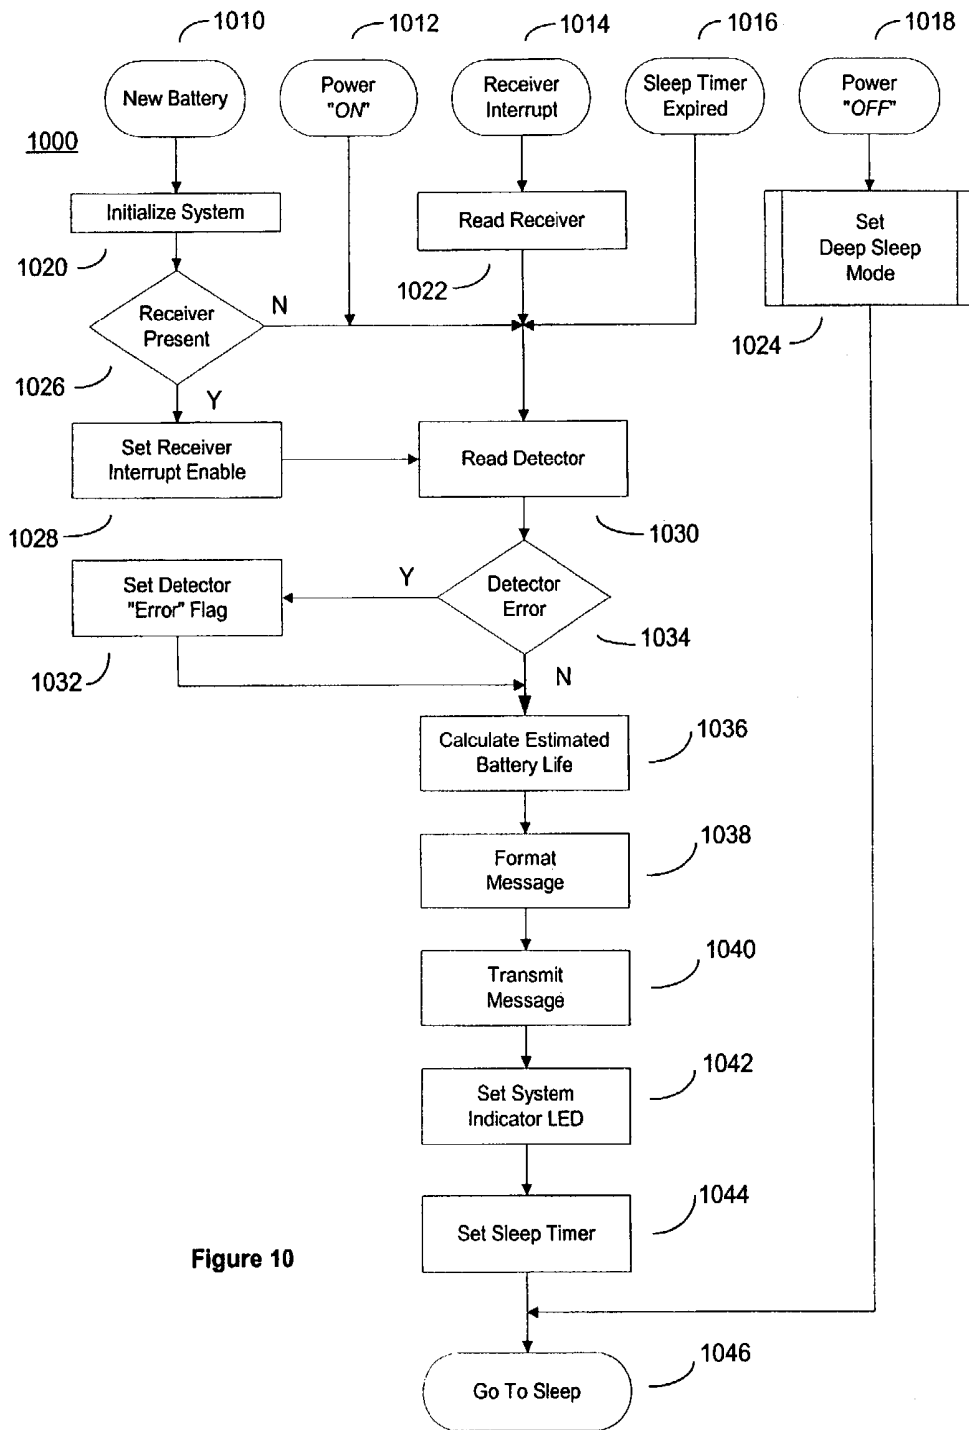 1010
1012
1014
1016
1018
New Battery
Power
"ON"
Receiver
Interrupt
Sleep Timer
Expired
Power
"OFF"
1000
Initialize System
Read Receiver
Set
Deep Sleep
Mode
1020
1022
1024
Receiver
Present
N
1026
Y
Set Receiver
Interrupt Enable
Read Detector
1028
1030
Set Detector
"Error" Flag
Y
Detector
Error
1032
1034
N
Calculate Estimated
Battery Life
1036
Format
Message
1038
Transmit
Message
1040
Set System
Indicator LED
1042
Set Sleep Timer
1044
Figure 10
Go To Sleep
1046